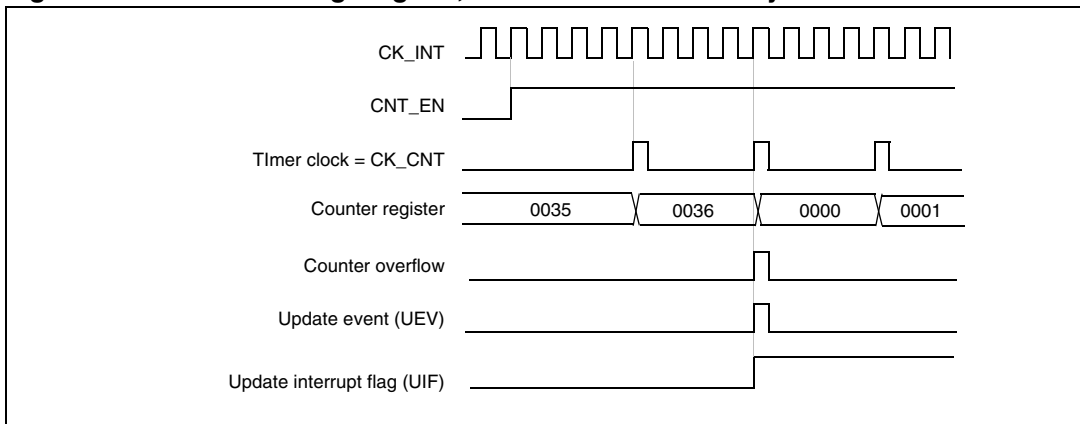 CK_INT
CNT_EN
TImer clock = CK_CNT
Counter register
0035 0036 0000 0001
Counter overflow
Update event (UEV)
Update interrupt flag (UIF)